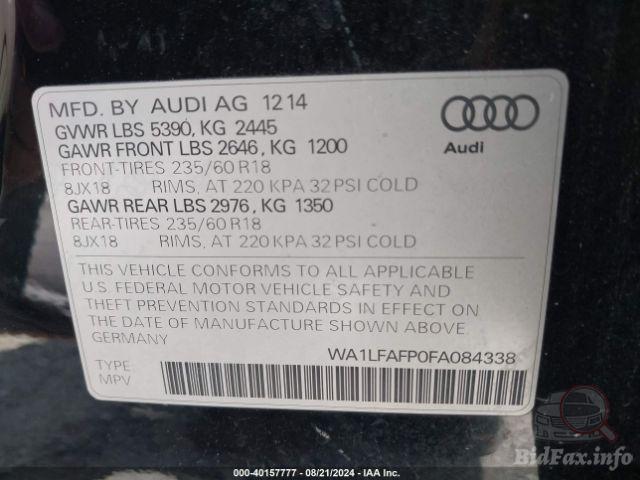 MFD. BY AUDI AG 12 14
GVWR LBS 5390, KG 2445
GAWR FRONT LBS 2646, KG 1200
FRONT-TIRES 235/60 R18
8JX18 RIMS, AT 220 KPA 32 PSI COLD
GAWR REAR LBS 2976, KG 1350
REAR-TIRES 235/60 R18
8JX18 RIMS, AT 220 KPA 32 PSI COLD
Audi
THIS VEHICLE CONFORMS TO ALL APPLICABLE
U.S. FEDERAL MOTOR VEHICLE SAFETY AND
THEFT PREVENTION STANDARDS IN EFFECT ON
THE DATE OF MANUFACTURE SHOWN ABOVE.
GERMANY
WA1LFAFP0FA084338
TYPE
MPV
BidFax.info
000-40157777 - 08/21/2024 - IAA Inc.